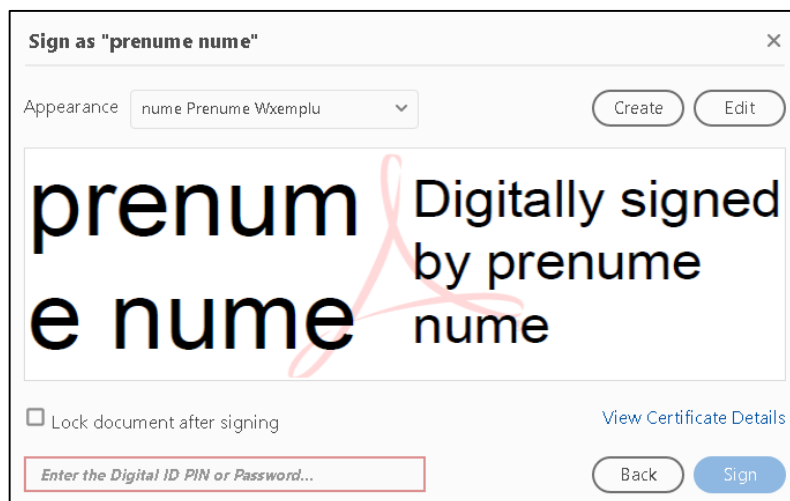 Sign as "prenume nume"
Appearance nume Prenume Wxemplu Create Edit
prenum
e nume
Digitally signed
by prenume
nume
Lock document after signing
View Certificate Details
Enter the Digital ID PIN or Password...
Back Sign